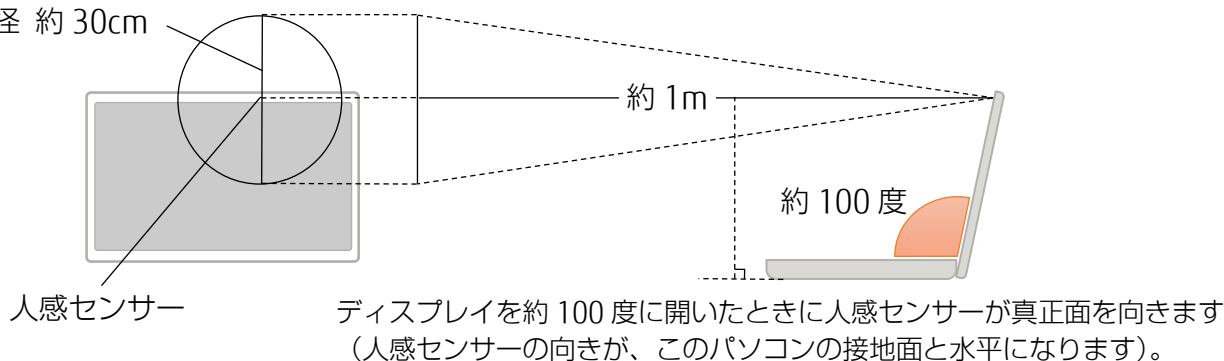 径 約 30cm
約 1m
約 100 度
人感センサー
ディスプレイを約 100 度に開いたときに人感センサーが真正面を向きます
（人感センサーの向きが、このパソコンの接地面と水平になります）。